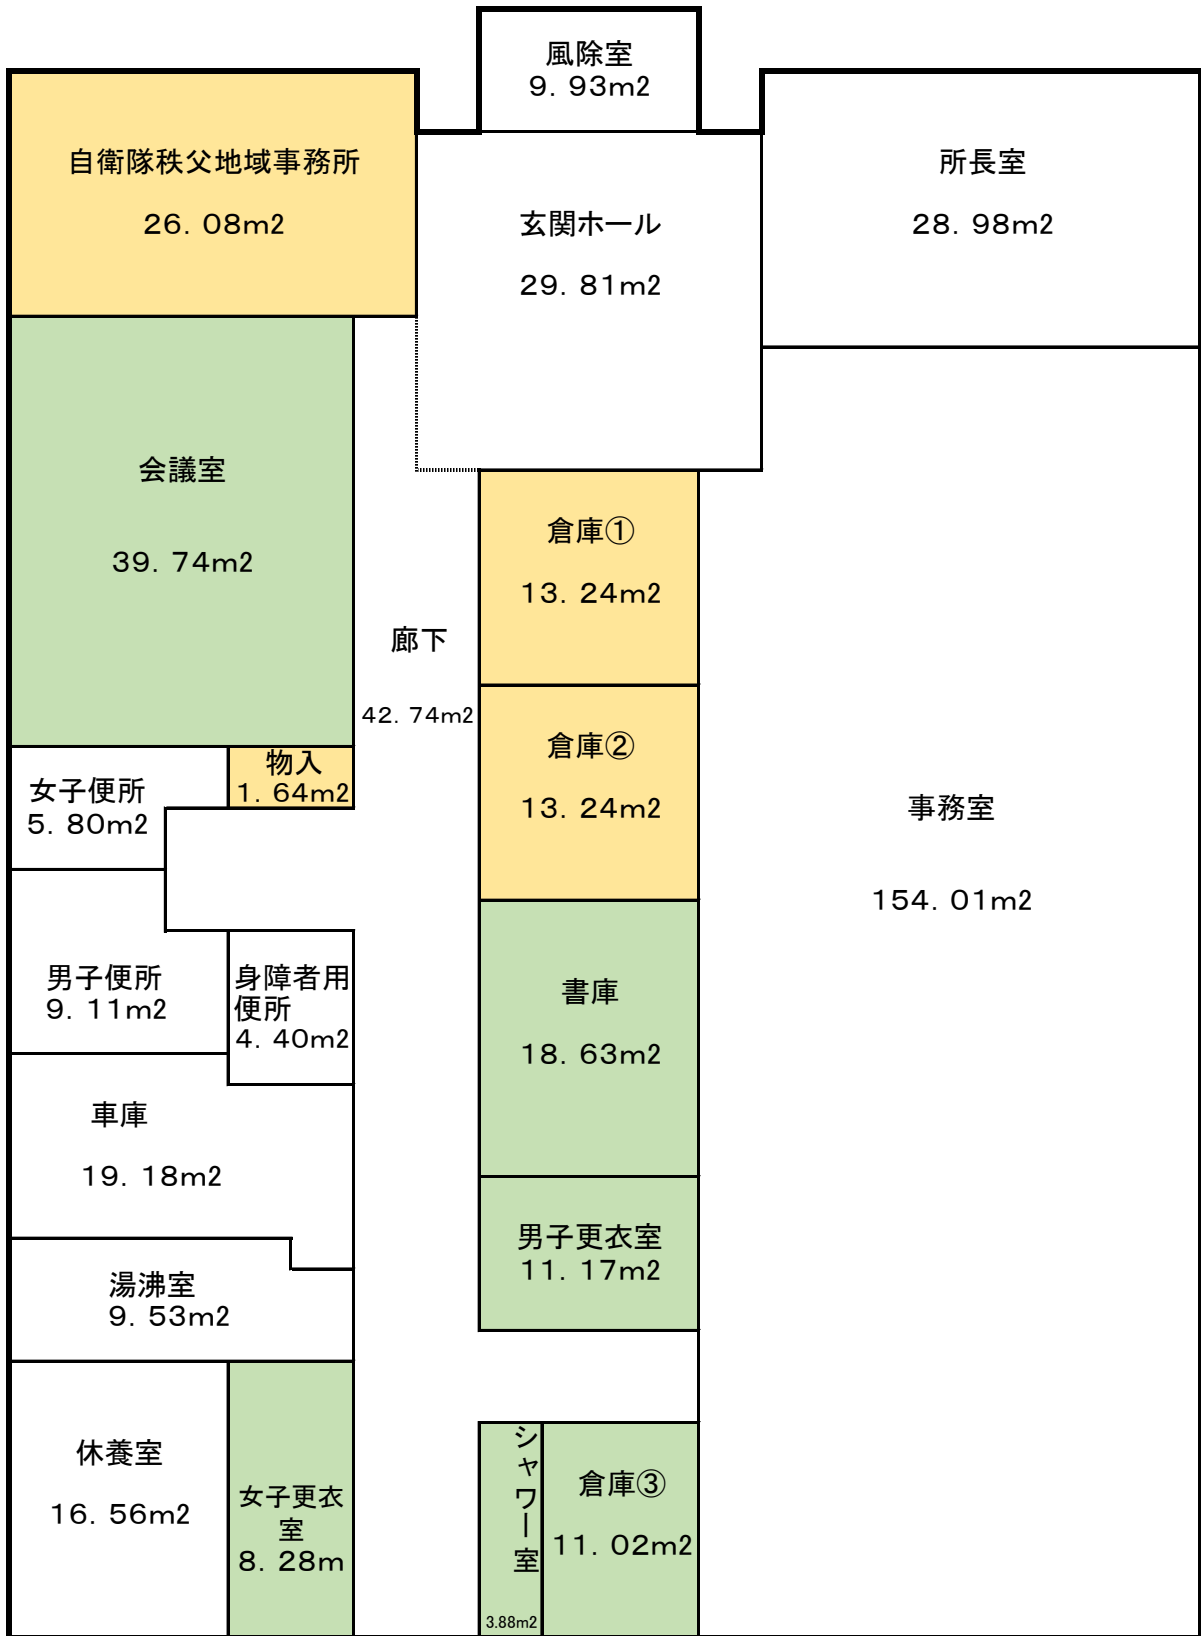 風除室
9. 93m2
自衛隊秩父地域事務所
26. 08m2
玄関ホール
29. 81m2
所長室
28. 98m2
会議室
39. 74m2
廊下
42. 74m2
倉庫①
13. 24m2
倉庫②
13. 24m2
事務室
154. 01m2
物入
1. 64m2
女子便所
5. 80m2
男子便所
9. 11m2
身障者用
便所
4. 40m2
書庫
18. 63m2
車庫
19. 18m2
男子更衣室
11. 17m2
湯沸室
9. 53m2
休養室
16. 56m2
女子更衣
室
8. 28m
シャワー室
3.88m2
倉庫③
11. 02m2